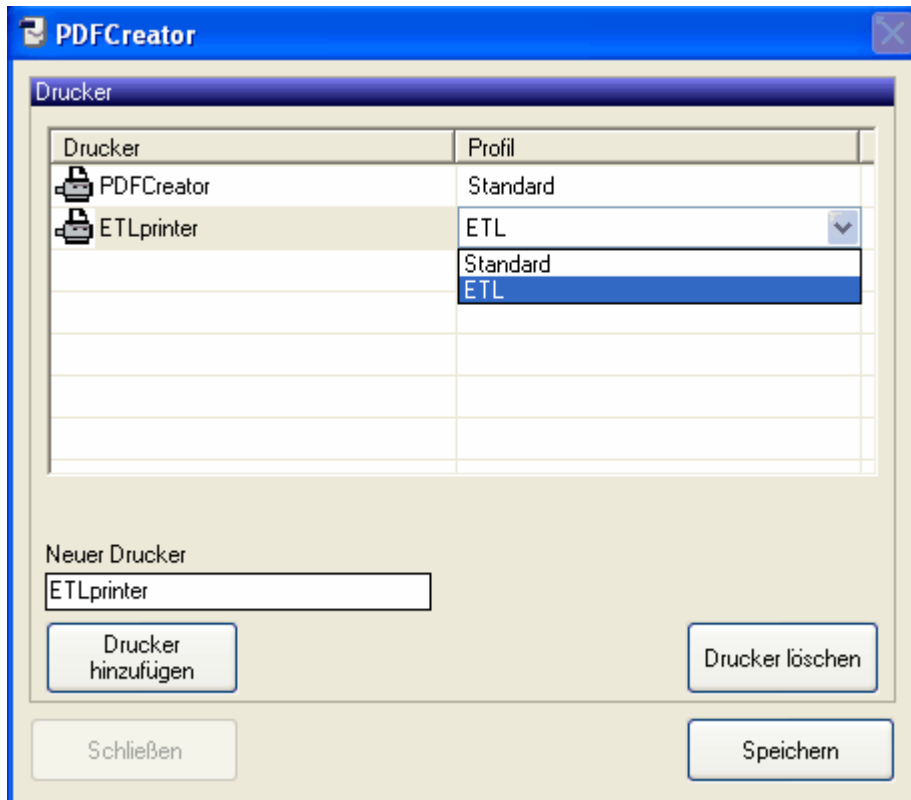 PDFCreator
Drucker
Drucker Profil
PDFCreator Standard
ETLprinter ETL
Standard
ETL
Neuer Drucker
ETLprinter
Drucker
hinzufügen
Drucker löschen
Schließen
Speichern